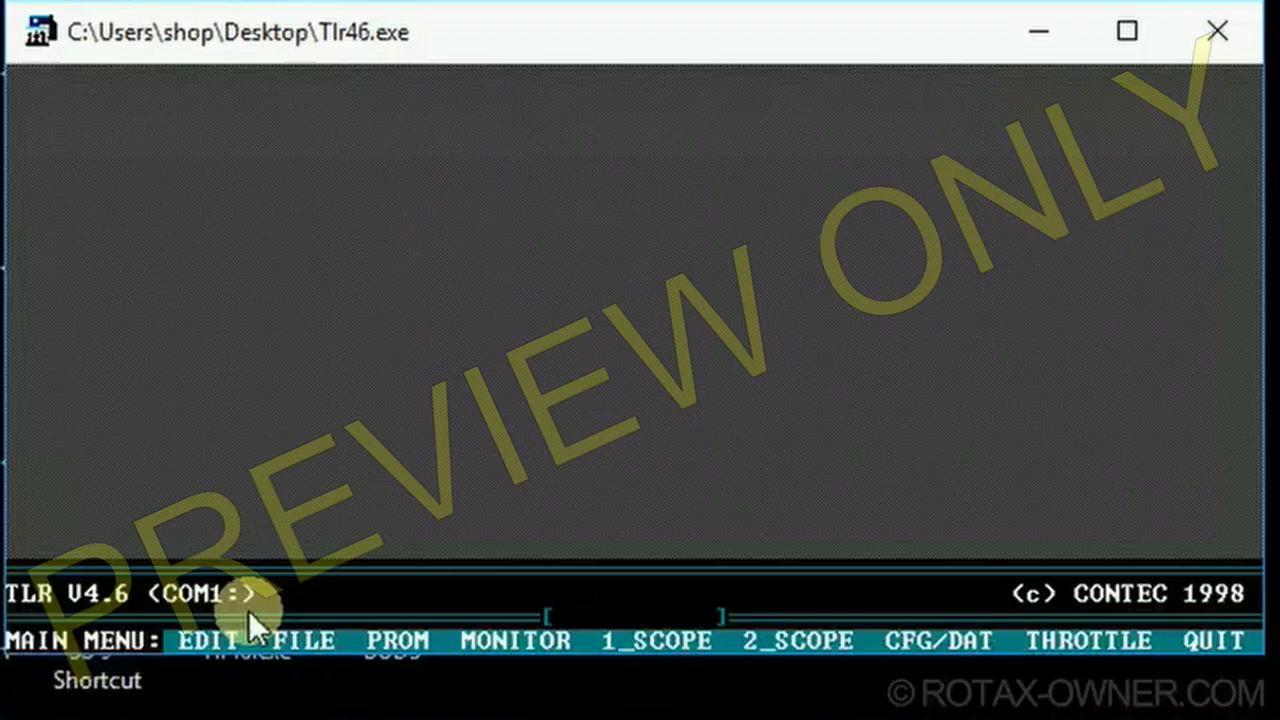 C:\Users\shop\Desktop\Tlr46.exe
PREVIEW ONLY
TLR V4.6 (COM1:)
(c) CONTEC 1998
MAIN MENU: EDIT FILE PROM MONITOR 1_SCOPE 2_SCOPE CFG/DAT THROTTLE QUIT
Shortcut
©ROTAX-OWNER.COM